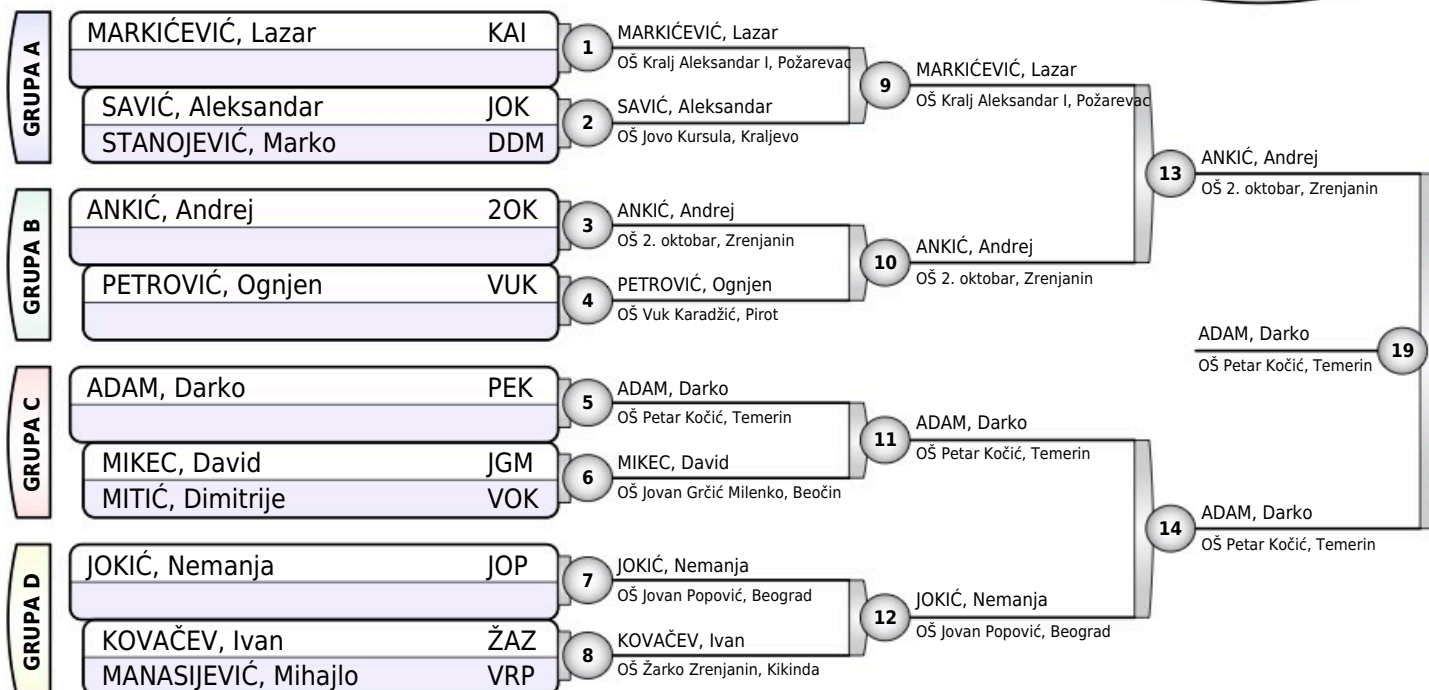 GRUPA A
MARKIĆEVIĆ, Lazar KAI
SAVIĆ, Aleksandar JOK
STANOJEVIĆ, Marko DDM
GRUPA B
ANKIĆ, Andrej 2OK
PETROVIĆ, Ognjen VUK
GRUPA C
ADAM, Darko PEK
MIKEC, David JGM
MITIĆ, Dimitrije VOK
GRUPA D
JOKIĆ, Nemanja JOP
KOVAČEV, Ivan ŽAZ
MANASIJEVIĆ, Mihajlo VRP
1
MARKIĆEVIĆ, Lazar
OŠ Kralj Aleksandar I, Požarevac
2
SAVIĆ, Aleksandar
OŠ Jovo Kursula, Kraljevo
3
ANKIĆ, Andrej
OŠ 2. oktobar, Zrenjanin
4
PETROVIĆ, Ognjen
OŠ Vuk Karadžić, Pirot
5
ADAM, Darko
OŠ Petar Kočić, Temerin
6
MIKEC, David
OŠ Jovan Grčić Milenko, Beočin
7
JOKIĆ, Nemanja
OŠ Jovan Popović, Beograd
8
KOVAČEV, Ivan
OŠ Žarko Zrenjanin, Kikinda
9
MARKIĆEVIĆ, Lazar
OŠ Kralj Aleksandar I, Požarevac
10
ANKIĆ, Andrej
OŠ 2. oktobar, Zrenjanin
11
ADAM, Darko
OŠ Petar Kočić, Temerin
12
JOKIĆ, Nemanja
OŠ Jovan Popović, Beograd
13
ANKIĆ, Andrej
OŠ 2. oktobar, Zrenjanin
14
ADAM, Darko
OŠ Petar Kočić, Temerin
ADAM, Darko
OŠ Petar Kočić, Temerin
19